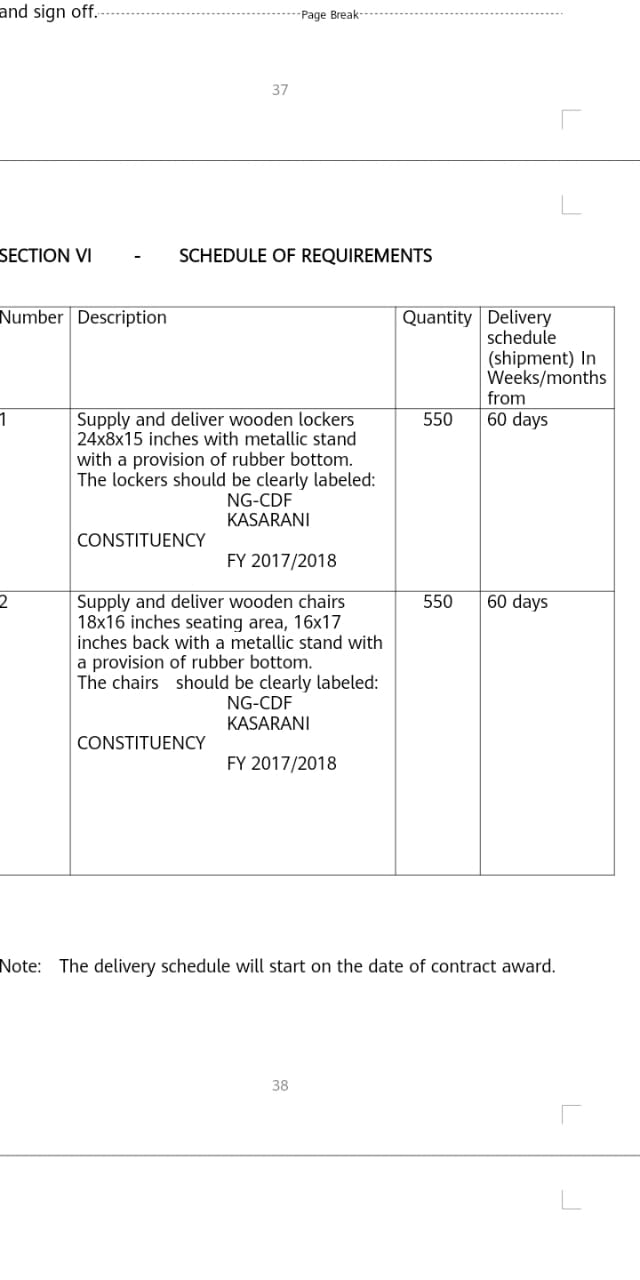 and sign off.
Page Break
37
SECTION VI - SCHEDULE OF REQUIREMENTS
Number Description Quantity Delivery
schedule
(shipment) In
Weeks/months
from
1 Supply and deliver wooden lockers 550 60 days
24x8x15 inches with metallic stand
with a provision of rubber bottom.
The lockers should be clearly labeled:
NG-CDF
KASARANI
CONSTITUENCY
FY 2017/2018
2 Supply and deliver wooden chairs 550 60 days
18x16 inches seating area, 16x17
inches back with a metallic stand with
a provision of rubber bottom.
The chairs should be clearly labeled:
NG-CDF
KASARANI
CONSTITUENCY
FY 2017/2018
Note: The delivery schedule will start on the date of contract award.
38